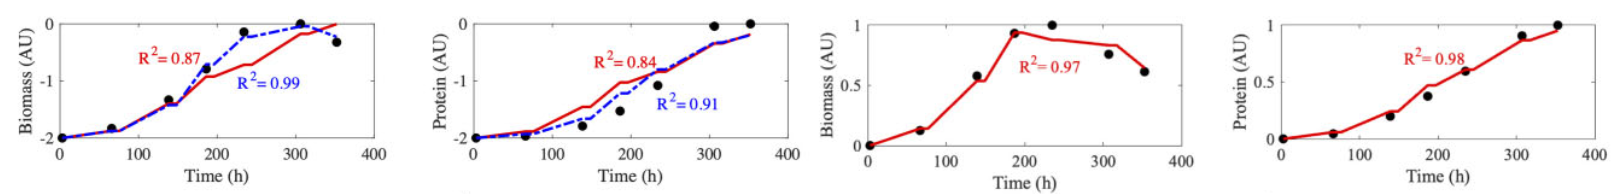 Biomass (AU)
0
-1
-2
R²= 0.87
R²= 0.99
0
100
200
300
400
Time (h)
Protein (AU)
0
-1
-2
R²= 0.84
R²= 0.91
0
100
200
300
400
Time (h)
Biomass (AU)
1
0.5
0
R²= 0.97
0
100
200
300
400
Time (h)
Protein (AU)
1
0.5
0
R²= 0.98
0
100
200
300
400
Time (h)